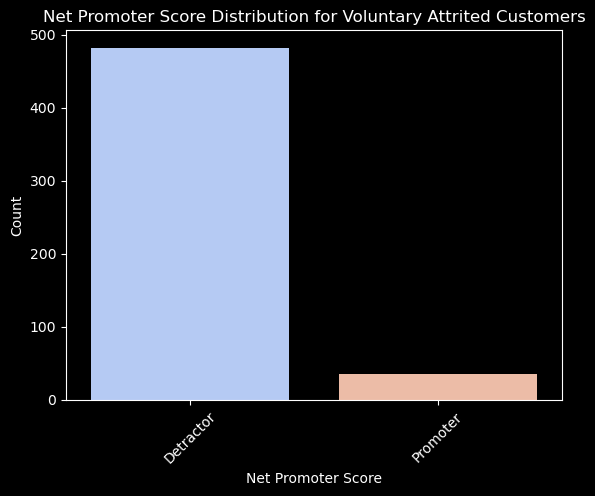 Net Promoter Score Distribution for Voluntary Attrited Customers
500
400
300
200
100
0
Count
Detractor
Promoter
Net Promoter Score